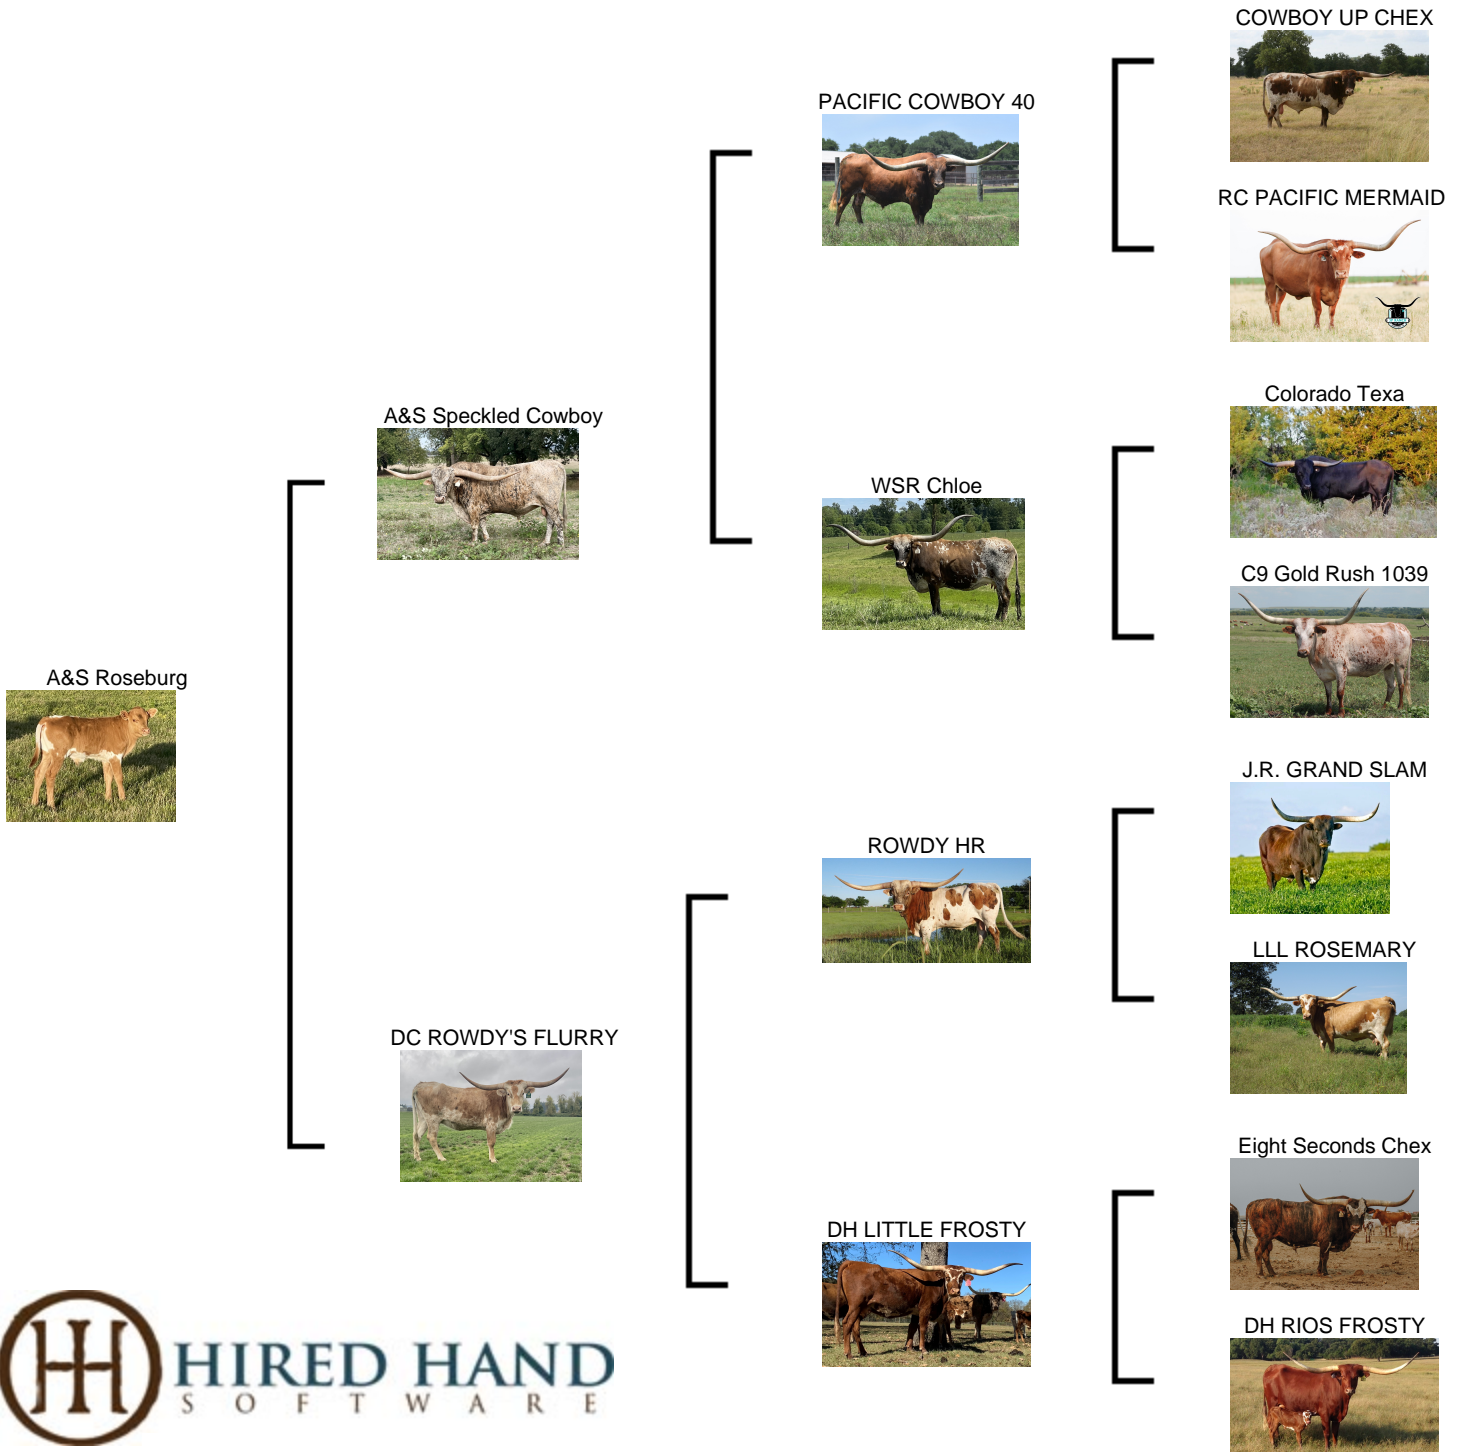 COWBOY UP CHEX
PACIFIC COWBOY 40
RC PACIFIC MERMAID
Colorado Texa
A&S Speckled Cowboy
WSR Chloe
C9 Gold Rush 1039
A&S Roseburg
J.R. GRAND SLAM
ROWDY HR
LLL ROSEMARY
DC ROWDY'S FLURRY
Eight Seconds Chex
DH LITTLE FROSTY
DH RIOS FROSTY
HIRED HAND
SOFTWARE